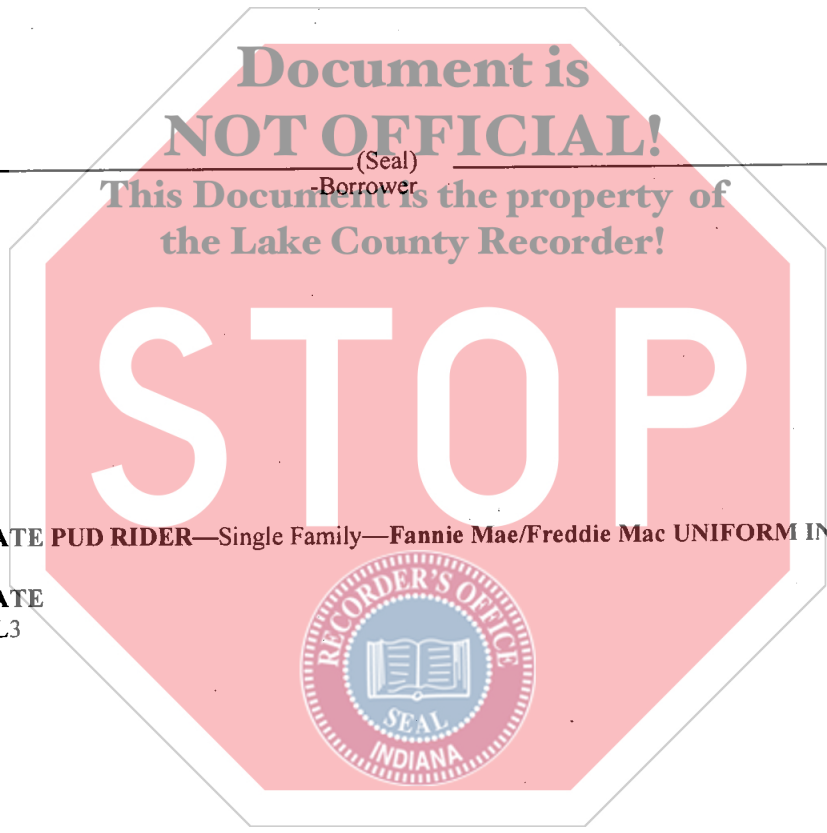 Document is
NOT OFFICIAL!
(Seal)
-Borrower
This Document is the property of
the Lake County Recorder!
STOP
ATE PUD RIDER—Single Family—Fannie Mae/Freddie Mac UNIFORM IN
ATE
L3
RECORDER'S OFFICE
SEAL
INDIANA